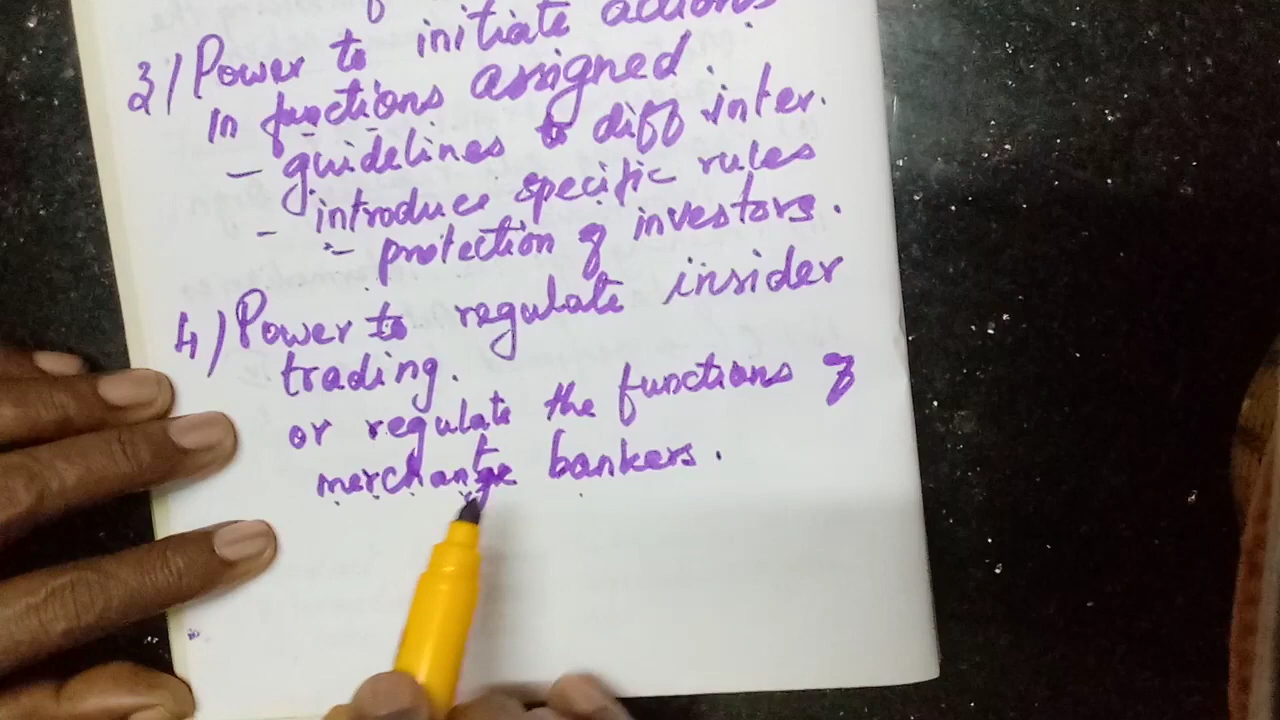 3) Power to initiate actions
in functions assigned.
- guidelines to diff inter.
- introduce specific rules
- protection of investors.
4) Power to regulate insider
trading.
or regulate the functions of
merchant bankers.